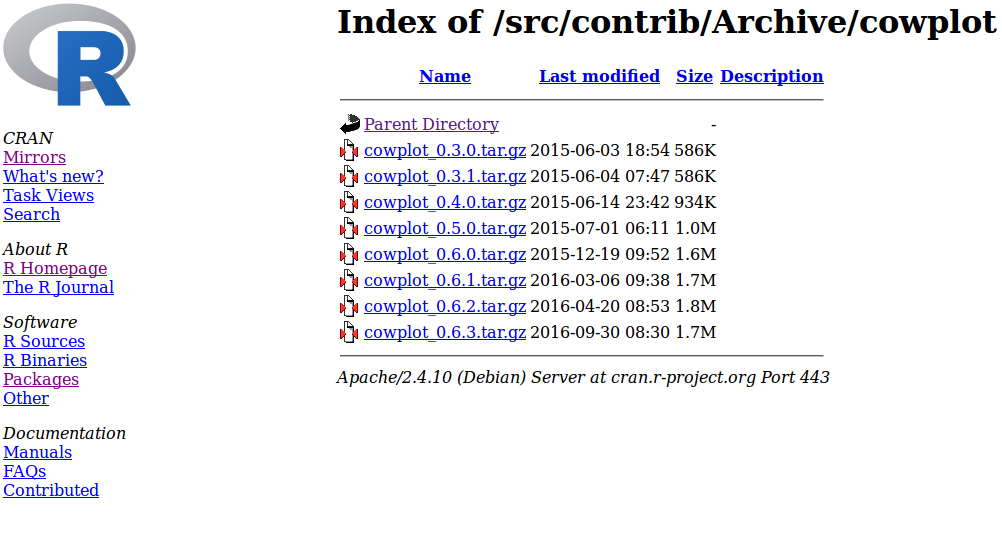 R
CRAN
Mirrors
What's new?
Task Views
Search
About R
R Homepage
The R Journal
Software
R Sources
R Binaries
Packages
Other
Documentation
Manuals
FAQs
Contributed
Index of /src/contrib/Archive/cowplot
Name Last modified Size Description
Parent Directory -
cowplot_0.3.0.tar.gz 2015-06-03 18:54 586K
cowplot_0.3.1.tar.gz 2015-06-04 07:47 586K
cowplot_0.4.0.tar.gz 2015-06-14 23:42 934K
cowplot_0.5.0.tar.gz 2015-07-01 06:11 1.0M
cowplot_0.6.0.tar.gz 2015-12-19 09:52 1.6M
cowplot_0.6.1.tar.gz 2016-03-06 09:38 1.7M
cowplot_0.6.2.tar.gz 2016-04-20 08:53 1.8M
cowplot_0.6.3.tar.gz 2016-09-30 08:30 1.7M
Apache/2.4.10 (Debian) Server at cran.r-project.org Port 443